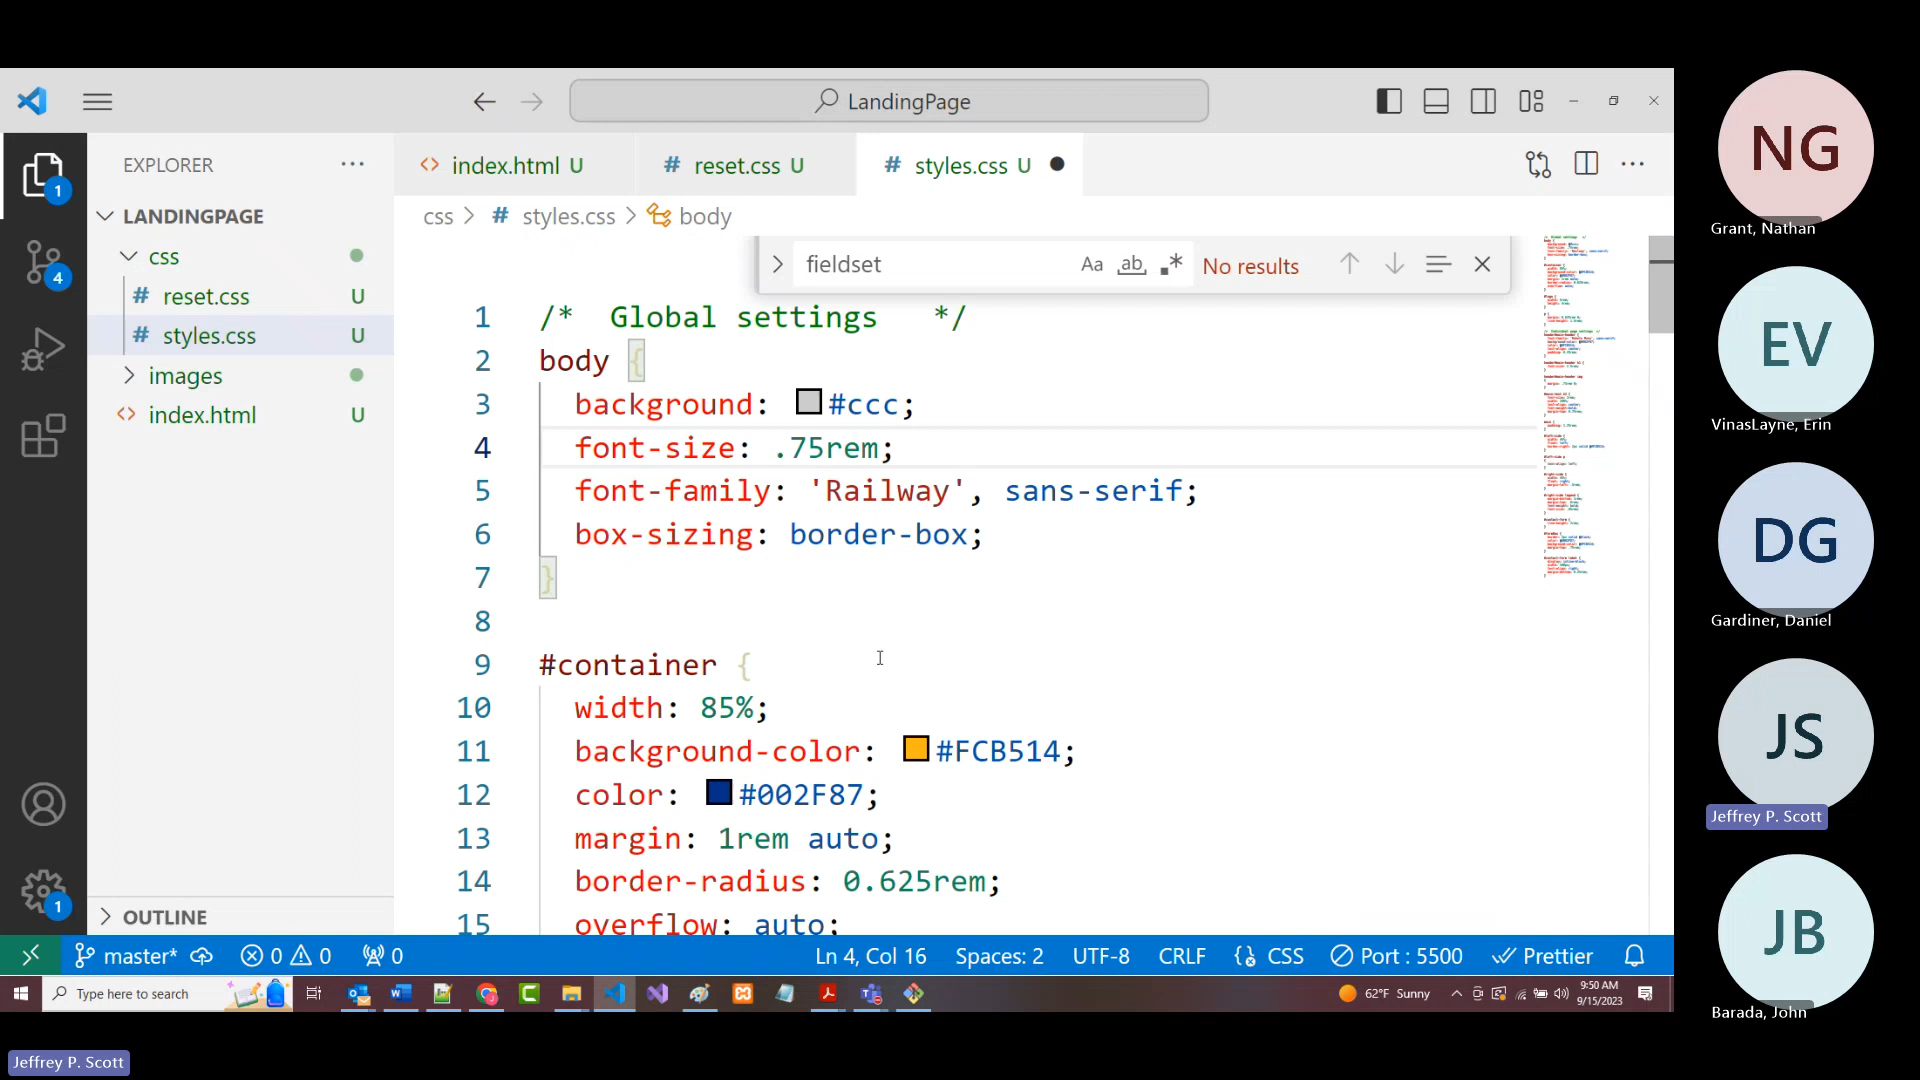 LandingPage
EXPLORER
index.html U
reset.css U
styles.css U
1
LANDINGPAGE
css > # styles.css > body
css
fieldset
Aa
ab
No results
4
# reset.css U
# styles.css U
images
index.html U
1 /* Global settings */
2 body {
3 background: #ccc;
4 font-size: .75rem;
5 font-family: 'Railway', sans-serif;
6 box-sizing: border-box;
7 }
8
9 #container {
10 width: 85%;
11 background-color: #FCB514;
12 color: #002F87;
13 margin: 1rem auto;
14 border-radius: 0.625rem;
15 overflow: auto;
1
OUTLINE
master* 0 0 0 Ln 4, Col 16 Spaces: 2 UTF-8 CRLF CSS Port : 5500 Prettier
Type here to search
62°F Sunny
9:50 AM
9/15/2023
NG
Grant, Nathan
EV
VinasLayne, Erin
DG
Gardiner, Daniel
JS
Jeffrey P. Scott
JB
Barada, John
Jeffrey P. Scott